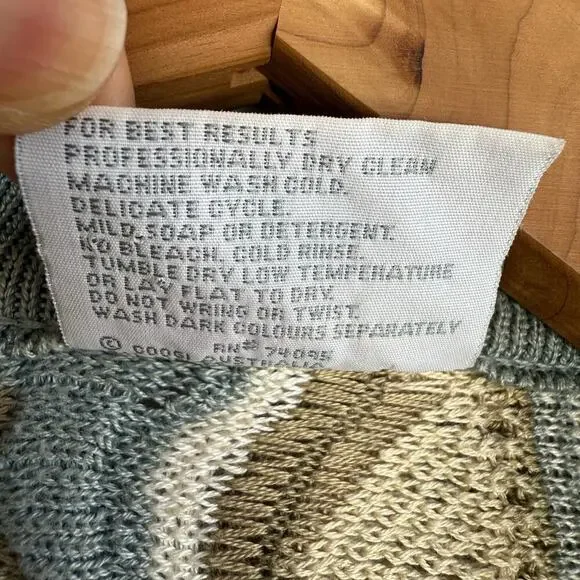 FOR BEST RESULTS
PROFESSIONALLY DRY CLEAN
MACHINE WASH COLD.
DELICATE CYCLE.
MILD.SOAP OR DETERGENT.
NO BLEACH. COLD RINSE.
TUMBLE DRY LOW TEMPERATURE
OR LAY FLAT TO DRY.
DO NOT WRING OR TWIST.
WASH DARK COLOURS SEPARATELY
RN# 74095
© COOGI AUSTRALIA